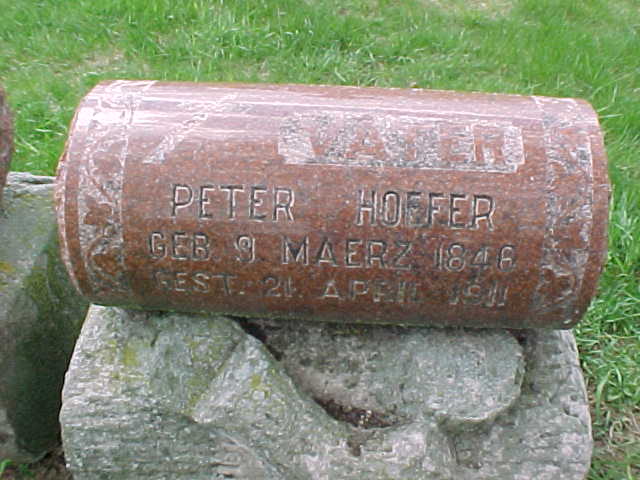 VATER
PETER HOEFER
GEB. 9 MAERZ 1846
GEST. 21. APRIL 1911